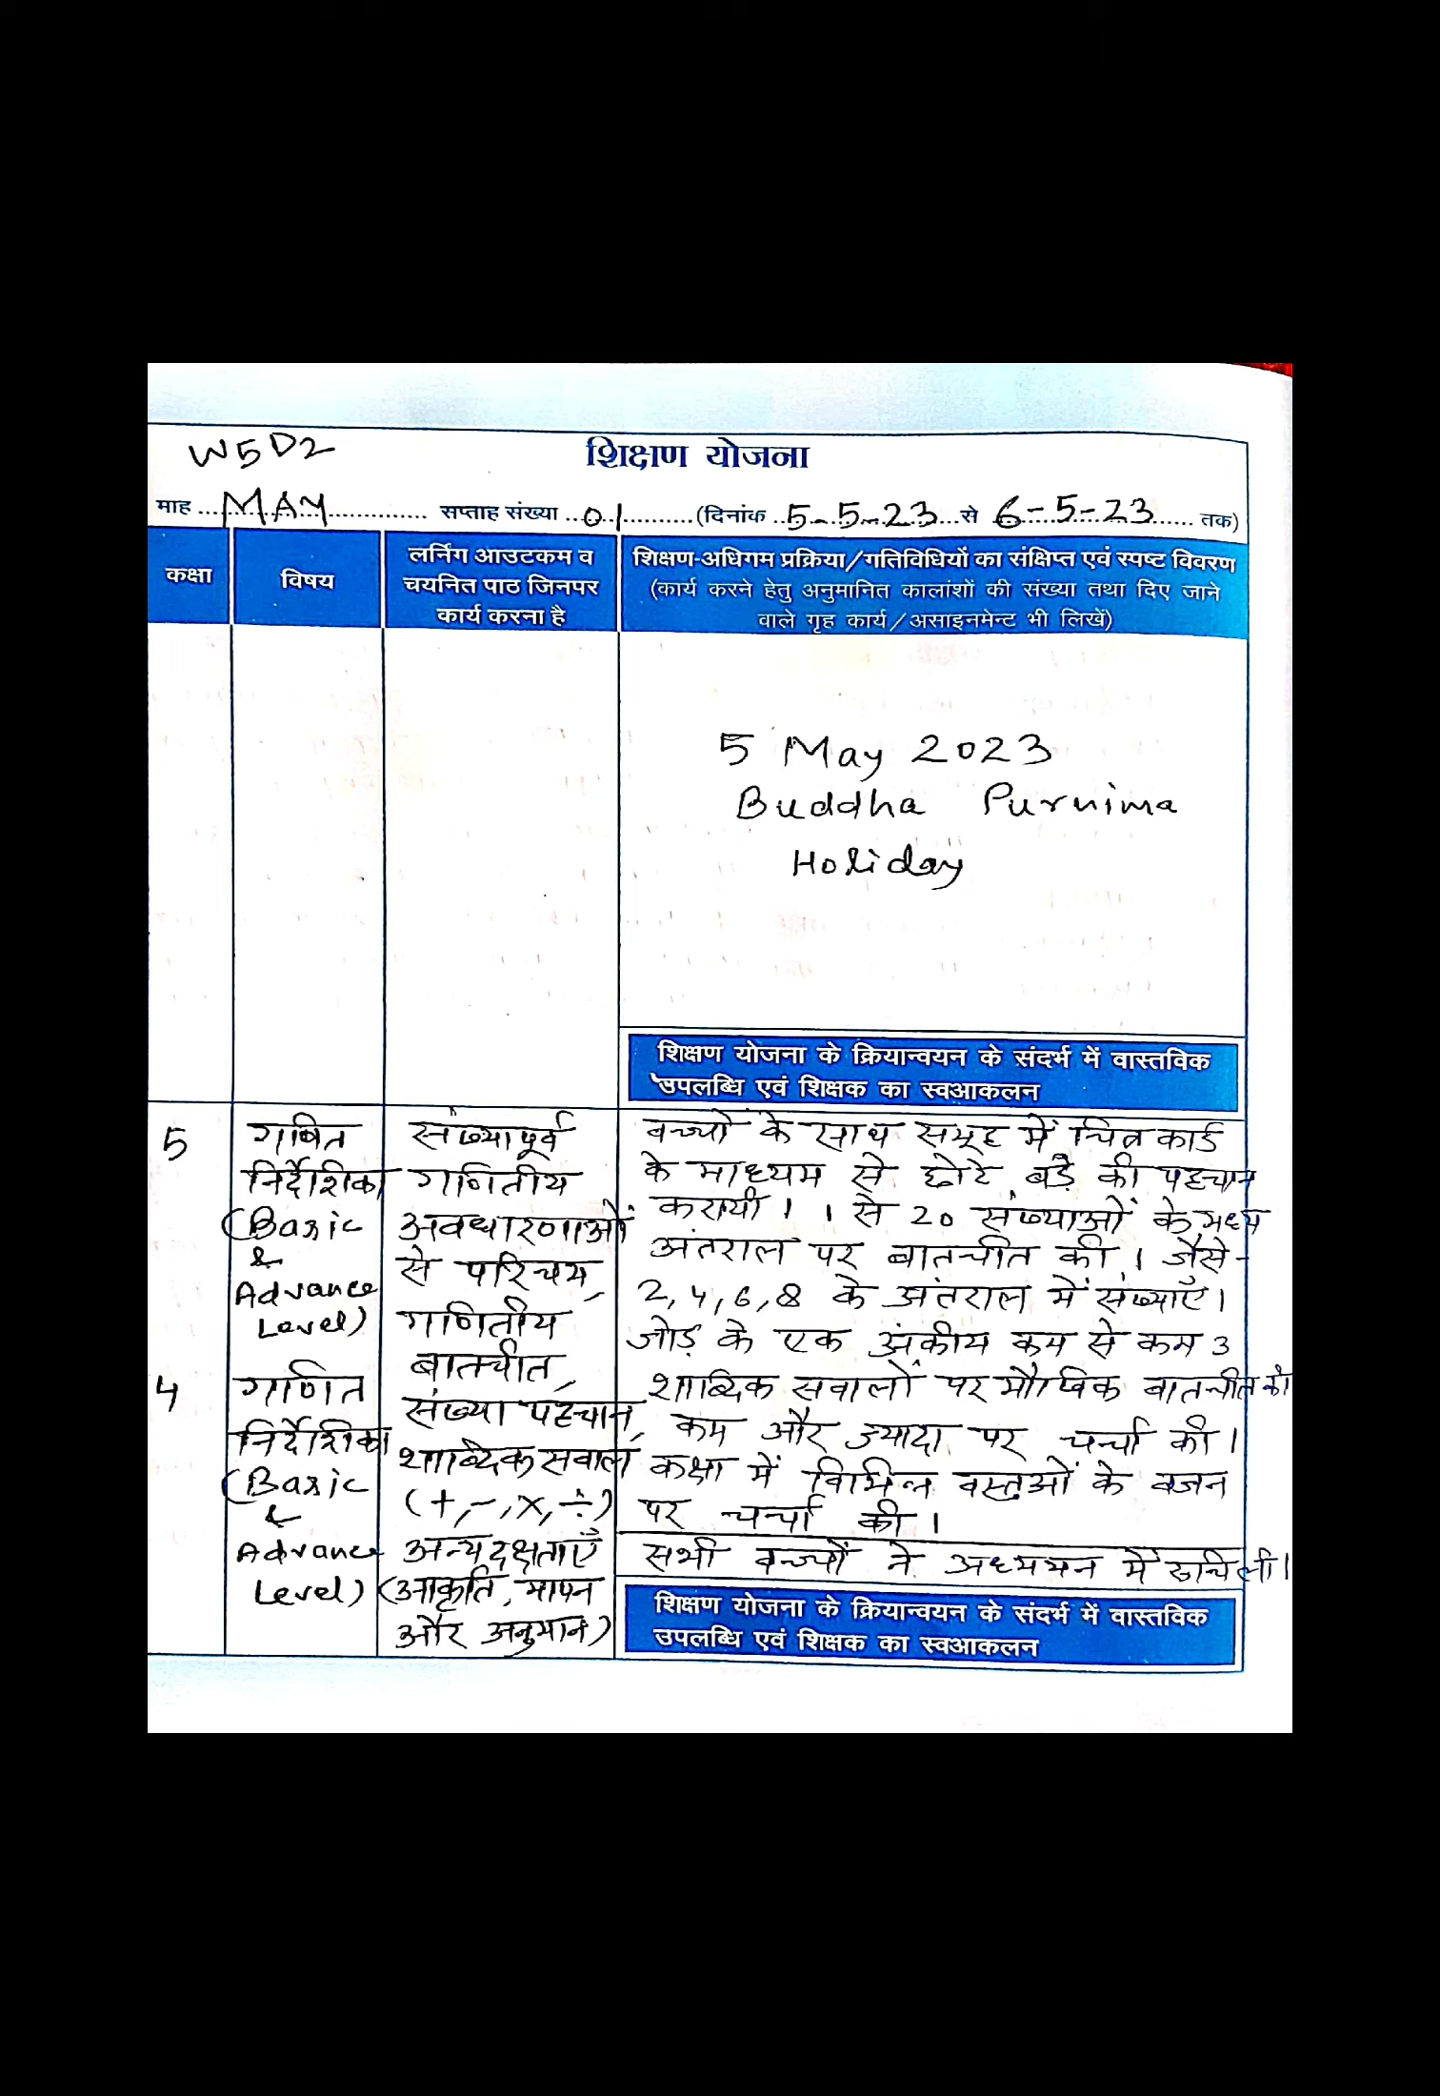 W5D2
शिक्षण योजना
माह ... MAY ... सप्ताह संख्या ... 01 ... (दिनांक ... 5-5-23 ... से 6-5-23 ... तक)
कक्षा
विषय
लर्निंग आउटकम व
चयनित पाठ जिनपर
कार्य करना है
शिक्षण-अधिगम प्रक्रिया/गतिविधियों का संक्षिप्त एवं स्पष्ट विवरण
(कार्य करने हेतु अनुमानित कालांशों की संख्या तथा दिए जाने
वाले गृह कार्य/असाइनमेन्ट भी लिखें)
5 May 2023
Buddha Purnima
Holiday
शिक्षण योजना के क्रियान्वयन के संदर्भ में वास्तविक
उपलब्धि एवं शिक्षक का स्वआकलन
5
गणित
निर्देशिका
(Basic
&
Advance
Level)
4
गणित
निर्देशिका
(Basic
&
Advance
Level)
संख्यापूर्व
गणितीय
अवधारणाओं
से परिचय,
गणितीय
बातचीत,
संख्या पहचान,
शाब्दिक सवाल
(+,-,×,÷)
अन्य दक्षताएँ
(आकृति, मापन
और अनुमान)
बच्चों के साथ समूह में चित्र कार्ड
के माध्यम से छोटे बड़े की पहचान
करायी। 1 से 20 संख्याओं के मध्य
अंतराल पर बातचीत की। जैसे-
2,4,6,8 के अंतराल में संख्याएँ।
जोड़ के एक अंकीय कम से कम 3
शाब्दिक सवालों पर मौखिक बातचीत की
कम और ज्यादा पर चर्चा की।
कक्षा में विभिन्न वस्तुओं के वजन
पर चर्चा की।
सभी बच्चों ने अध्ययन में रुचि ली।
शिक्षण योजना के क्रियान्वयन के संदर्भ में वास्तविक
उपलब्धि एवं शिक्षक का स्वआकलन